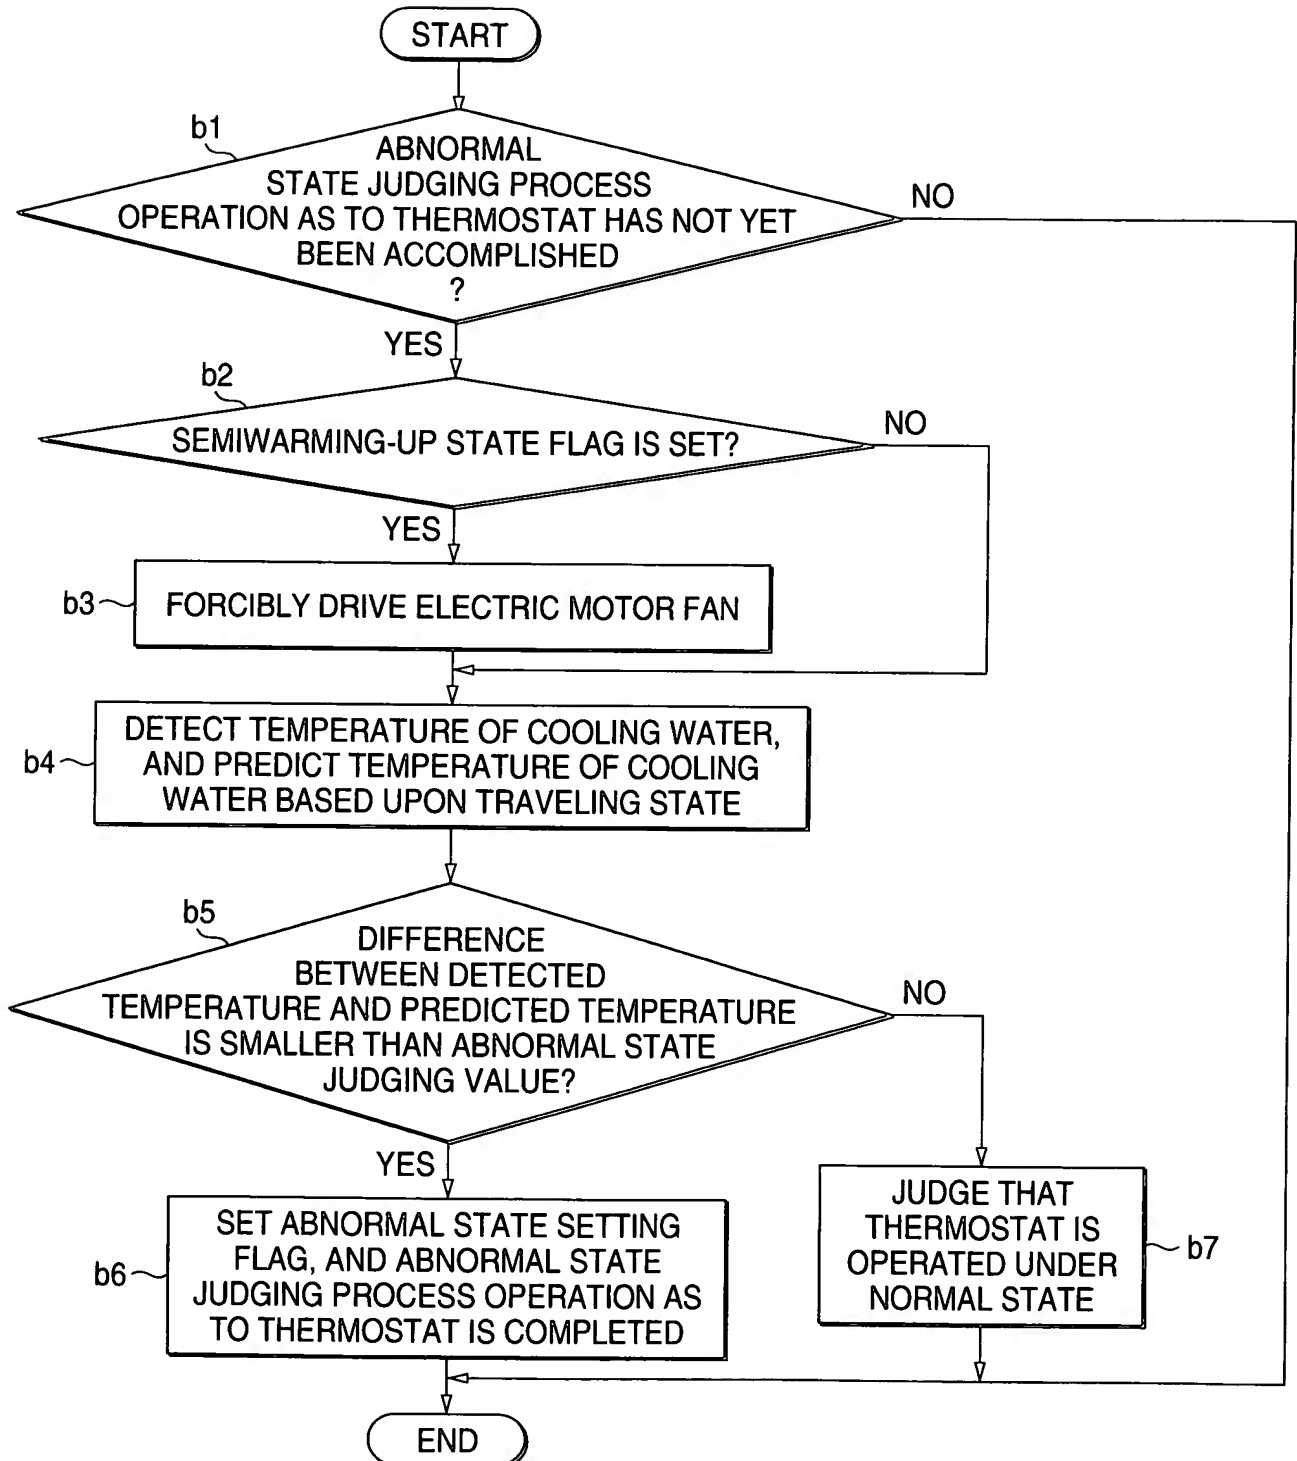 START
b1
ABNORMAL
STATE JUDGING PROCESS
OPERATION AS TO THERMOSTAT HAS NOT YET
BEEN ACCOMPLISHED
?
NO
YES
b2
SEMIWARMING-UP STATE FLAG IS SET?
NO
YES
b3
FORCIBLY DRIVE ELECTRIC MOTOR FAN
b4
DETECT TEMPERATURE OF COOLING WATER,
AND PREDICT TEMPERATURE OF COOLING
WATER BASED UPON TRAVELING STATE
b5
DIFFERENCE
BETWEEN DETECTED
TEMPERATURE AND PREDICTED TEMPERATURE
IS SMALLER THAN ABNORMAL STATE
JUDGING VALUE?
NO
YES
b6
SET ABNORMAL STATE SETTING
FLAG, AND ABNORMAL STATE
JUDGING PROCESS OPERATION AS
TO THERMOSTAT IS COMPLETED
JUDGE THAT
THERMOSTAT IS
OPERATED UNDER
NORMAL STATE
b7
END